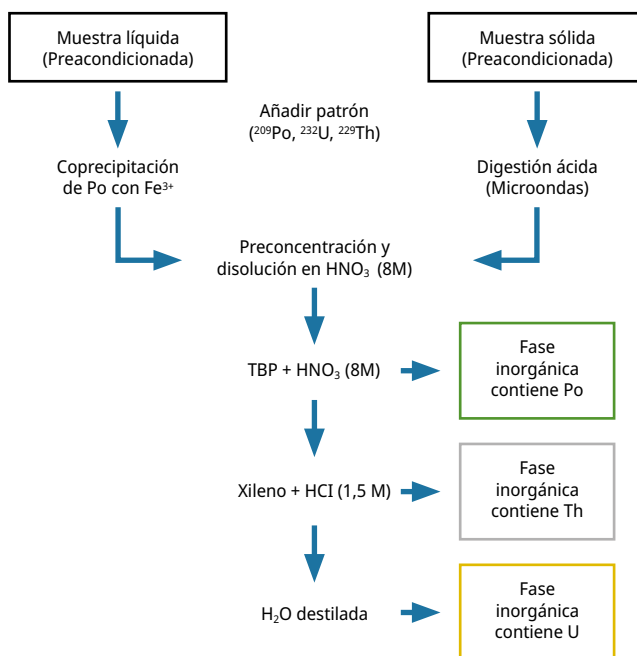 Muestra líquida
(Preacondicionada)
Muestra sólida
(Preacondicionada)
Añadir patrón
(²⁰⁹Po, ²³²U, ²²⁹Th)
Coprecipitación
de Po con Fe³⁺
Digestión ácida
(Microondas)
Preconcentración y
disolución en HNO₃ (8M)
TBP + HNO₃ (8M)
Fase
inorgánica
contiene Po
Xileno + HCI (1,5 M)
Fase
inorgánica
contiene Th
H₂O destilada
Fase
inorgánica
contiene U